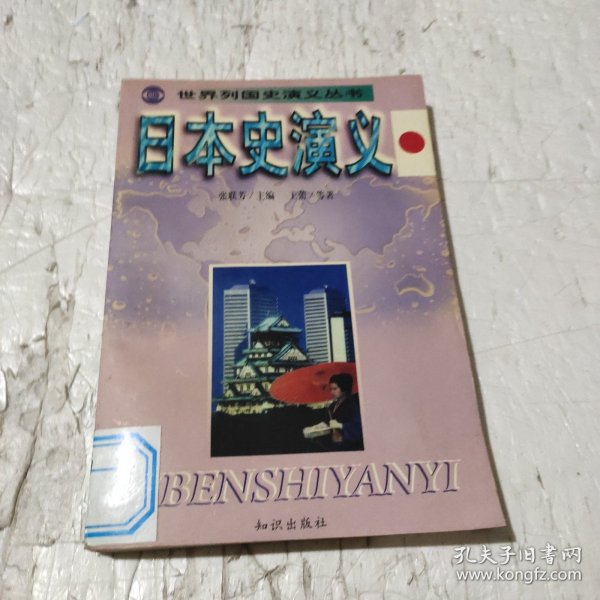 世界列国史演义丛书
日本史演义
张联芳/主编 王蕾/等著
BENSHIYANYI
知识出版社
孔夫子旧书网
www.kongfz.com